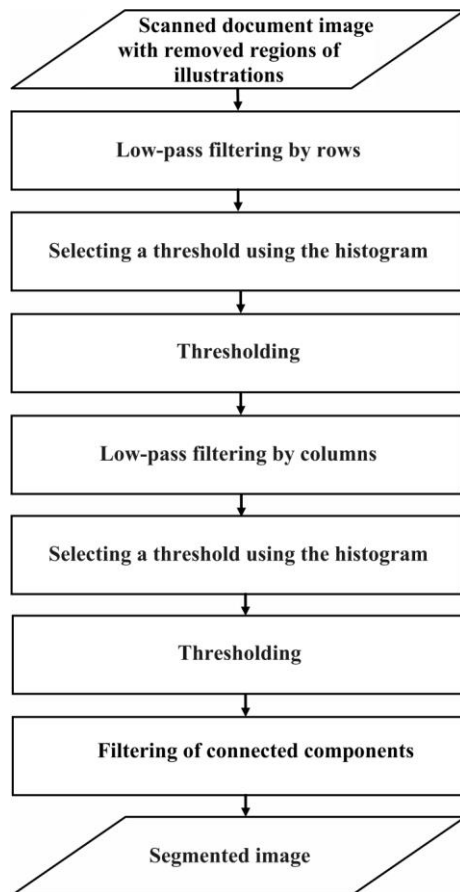 Scanned document image
with removed regions of
illustrations
Low-pass filtering by rows
Selecting a threshold using the histogram
Thresholding
Low-pass filtering by columns
Selecting a threshold using the histogram
Thresholding
Filtering of connected components
Segmented image